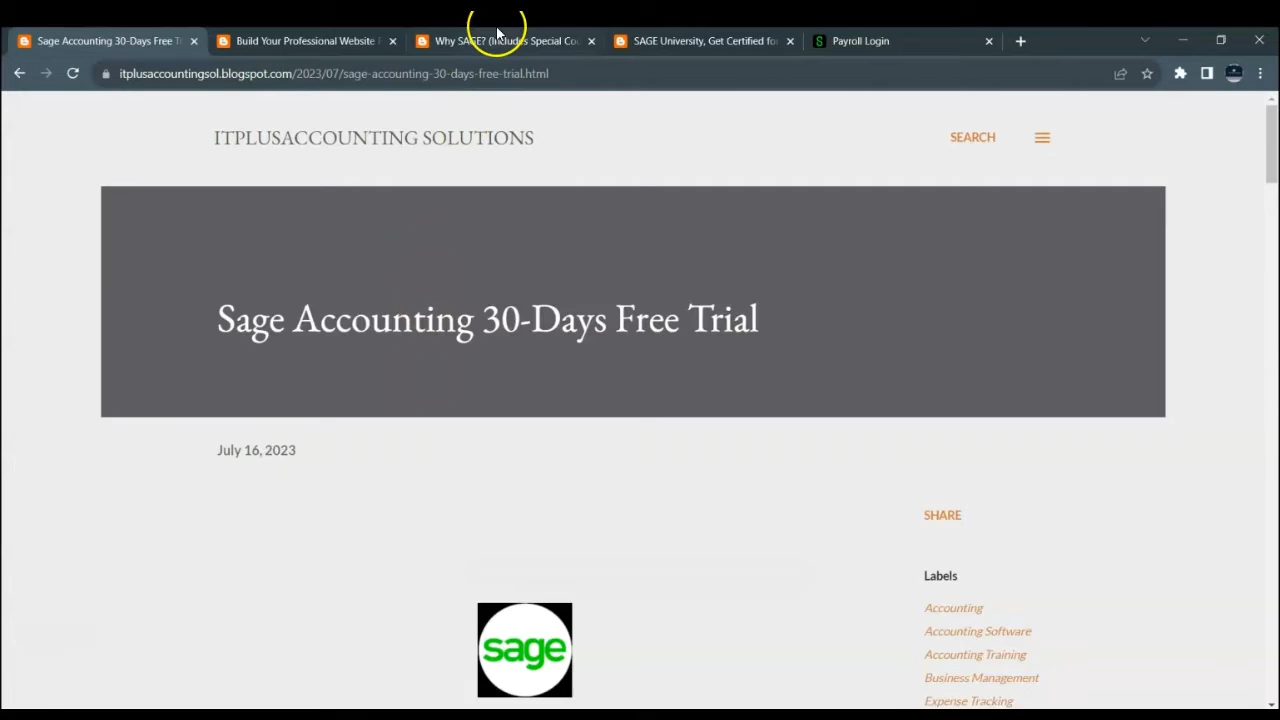 Sage Accounting 30-Days Free T
Build Your Professional Website
Why SAGE? (Includes Special Cou
SAGE University, Get Certified for
Payroll Login
itplusaccountingsol.blogspot.com/2023/07/sage-accounting-30-days-free-trial.html
ITPLUSACCOUNTING SOLUTIONS
SEARCH
Sage Accounting 30-Days Free Trial
July 16, 2023
SHARE
Labels
sage
Accounting
Accounting Software
Accounting Training
Business Management
Expense Tracking